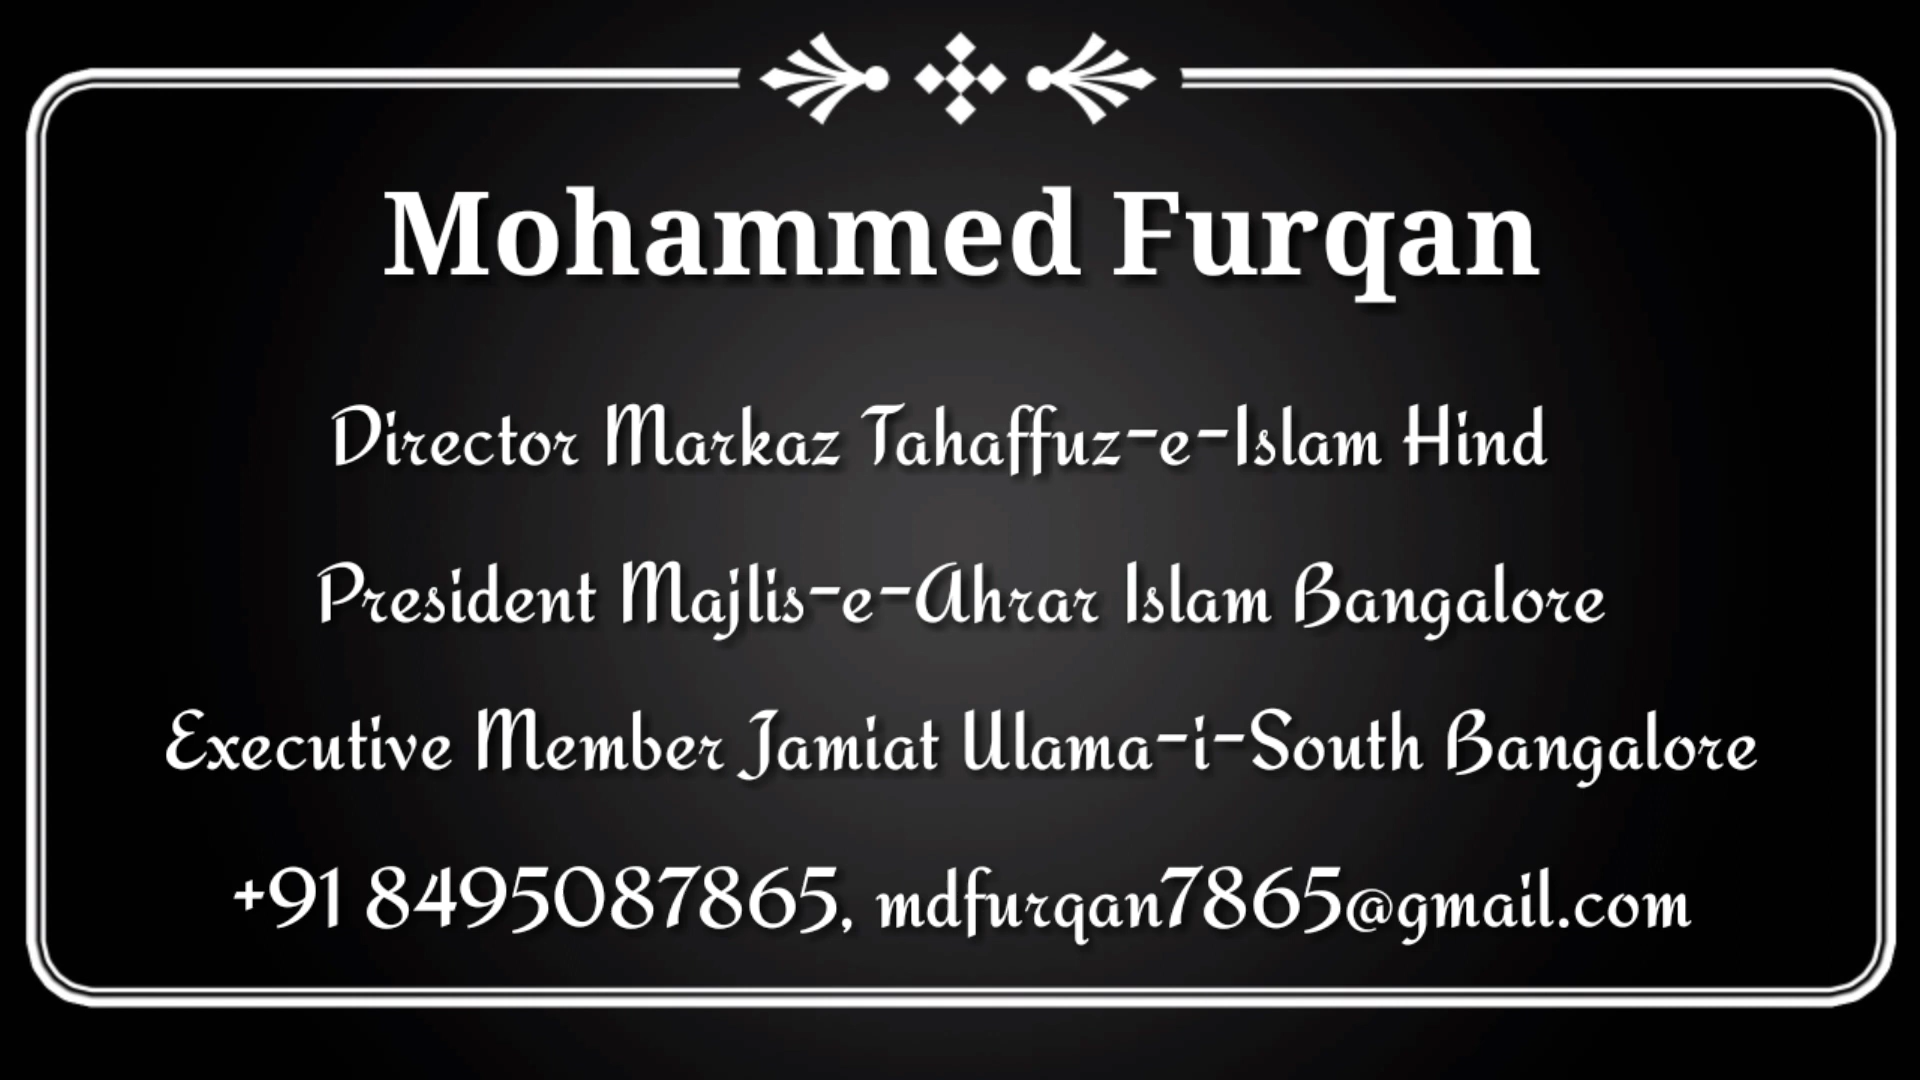 Mohammed Furqan
Director Markaz Tahaffuz-e-Islam Hind
President Majlis-e-Ahrar Islam Bangalore
Executive Member Jamiat Ulama-i-South Bangalore
+91 8495087865, mdfurqan7865@gmail.com